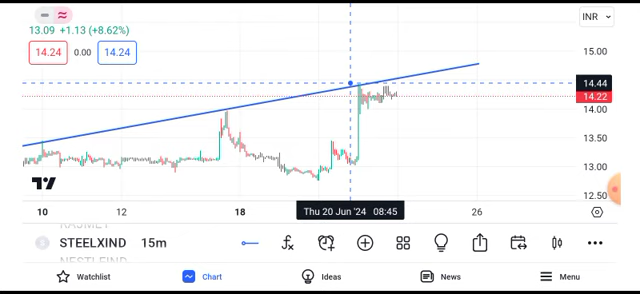 INR
13.09 +1.13 (+8.62%)
14.24 0.00 14.24
15.00
14.44
14.22
14.00
13.50
13.00
12.50
10 12 18 Thu 20 Jun '24 08:45 26
STEELXIND 15m
NESTLEIND
Watchlist Chart Ideas News Menu